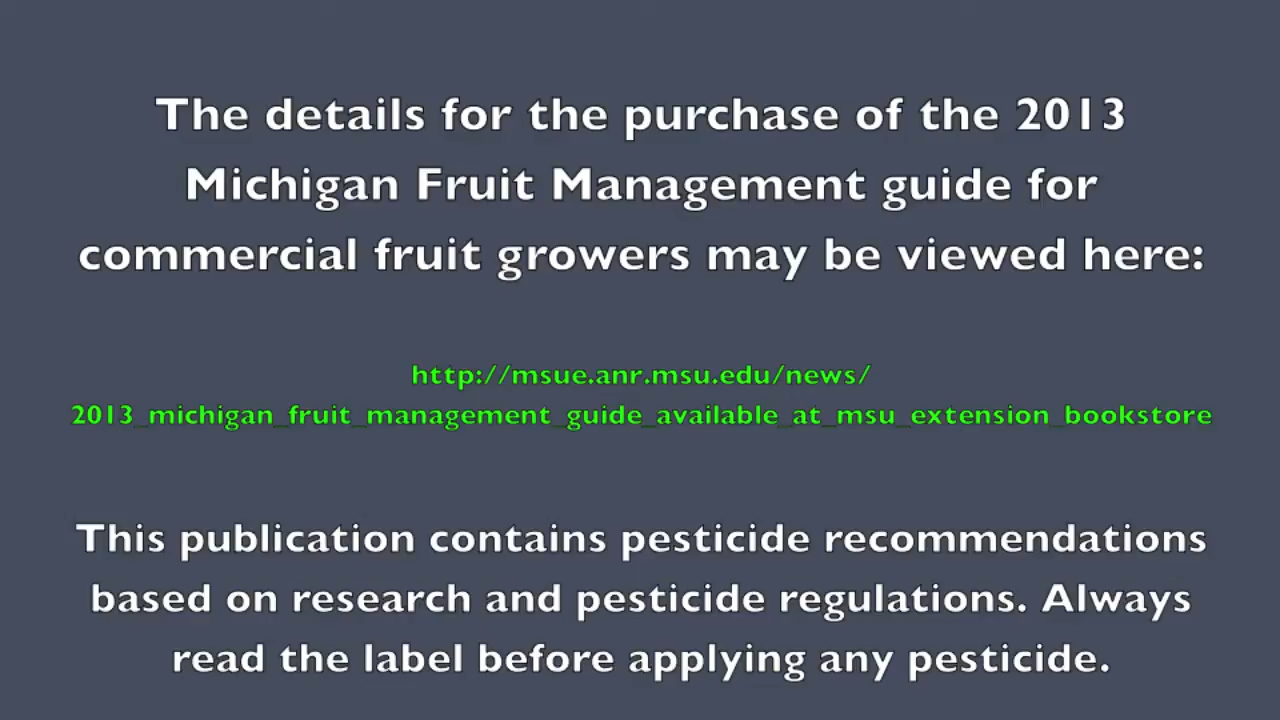 The details for the purchase of the 2013
Michigan Fruit Management guide for
commercial fruit growers may be viewed here:
http://msue.anr.msu.edu/news/
2013_michigan_fruit_management_guide_available_at_msu_extension_bookstore
This publication contains pesticide recommendations
based on research and pesticide regulations. Always
read the label before applying any pesticide.